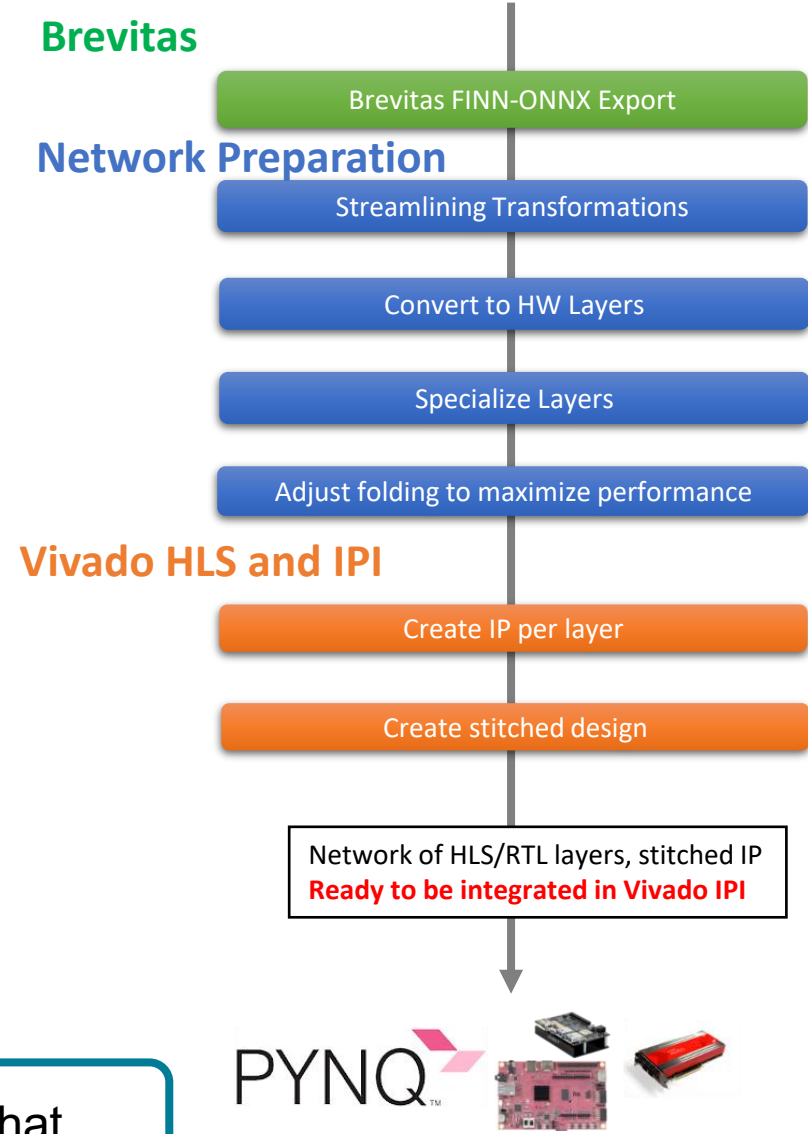 Brevitas
Brevitas FINN-ONNX Export
Network Preparation
Streamlining Transformations
Convert to HW Layers
Specialize Layers
Adjust folding to maximize performance
Vivado HLS and IPI
Create IP per layer
Create stitched design
Network of HLS/RTL layers, stitched IP
Ready to be integrated in Vivado IPI
PYNQ
TM
hat